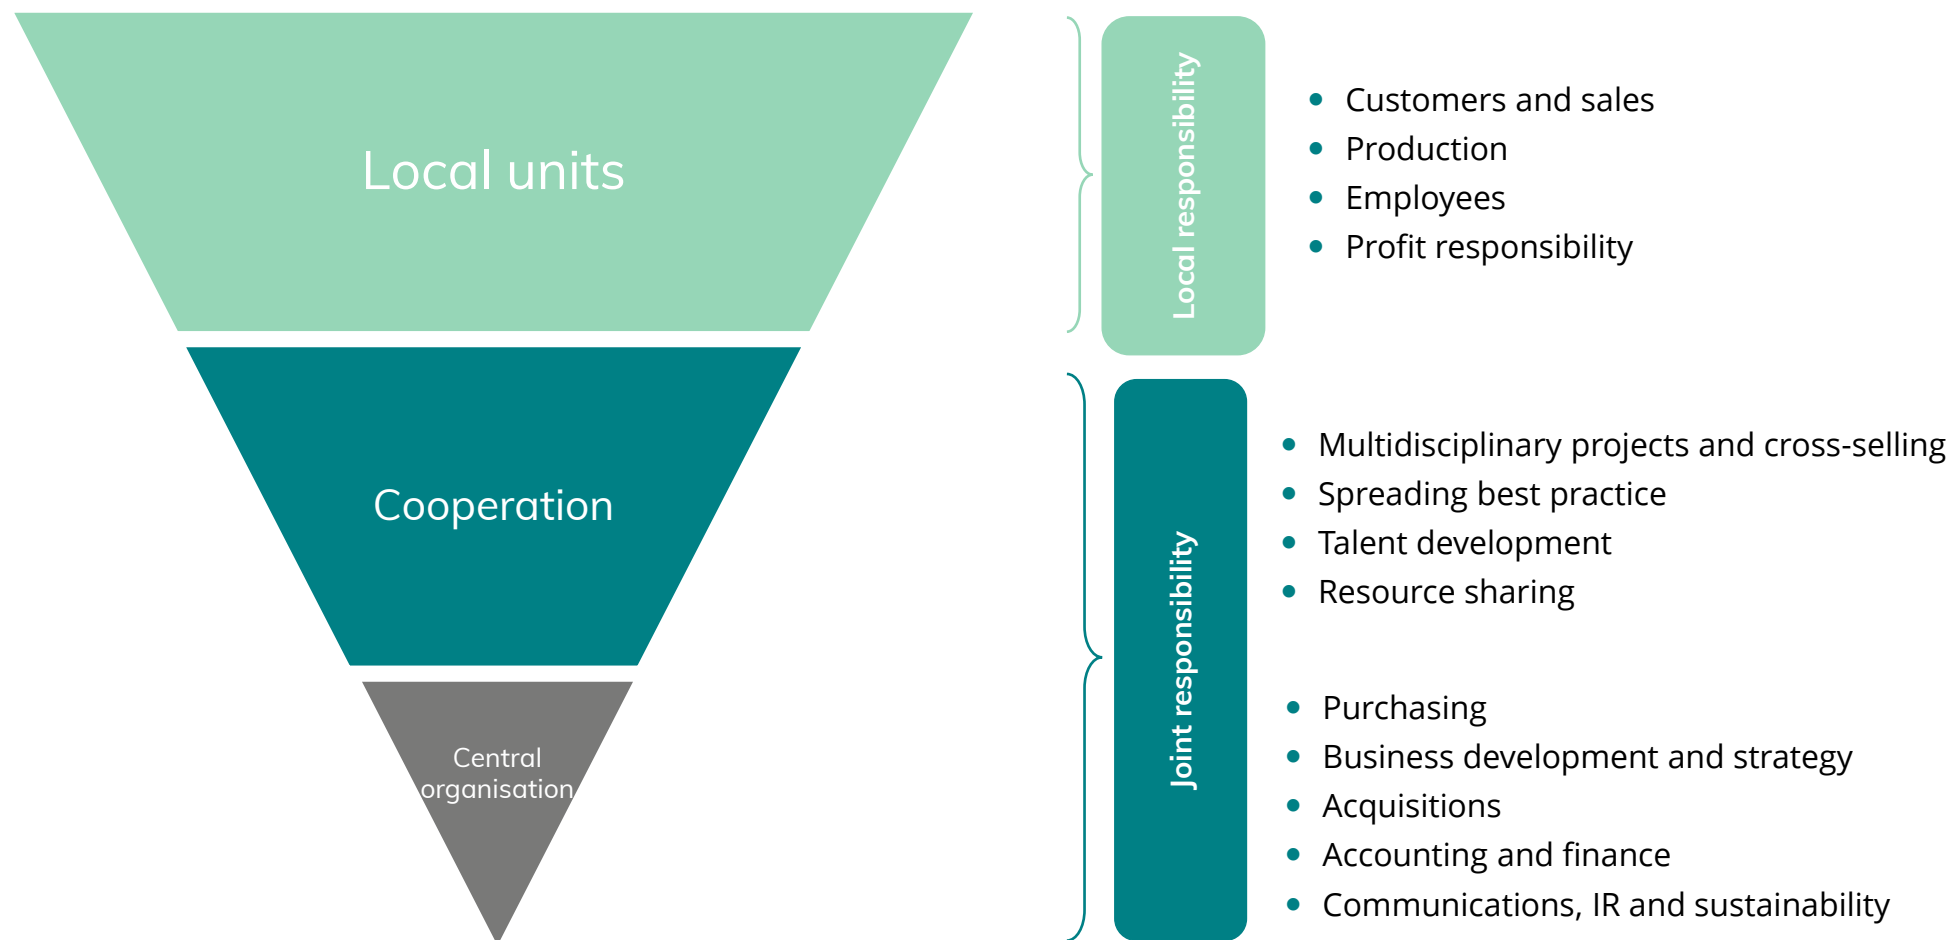 Local units
Local responsibility
Customers and sales
Production
Employees
Profit responsibility
Cooperation
Joint responsibility
Multidisciplinary projects and cross-selling
Spreading best practice
Talent development
Resource sharing
Central
organisation
Purchasing
Business development and strategy
Acquisitions
Accounting and finance
Communications, IR and sustainability